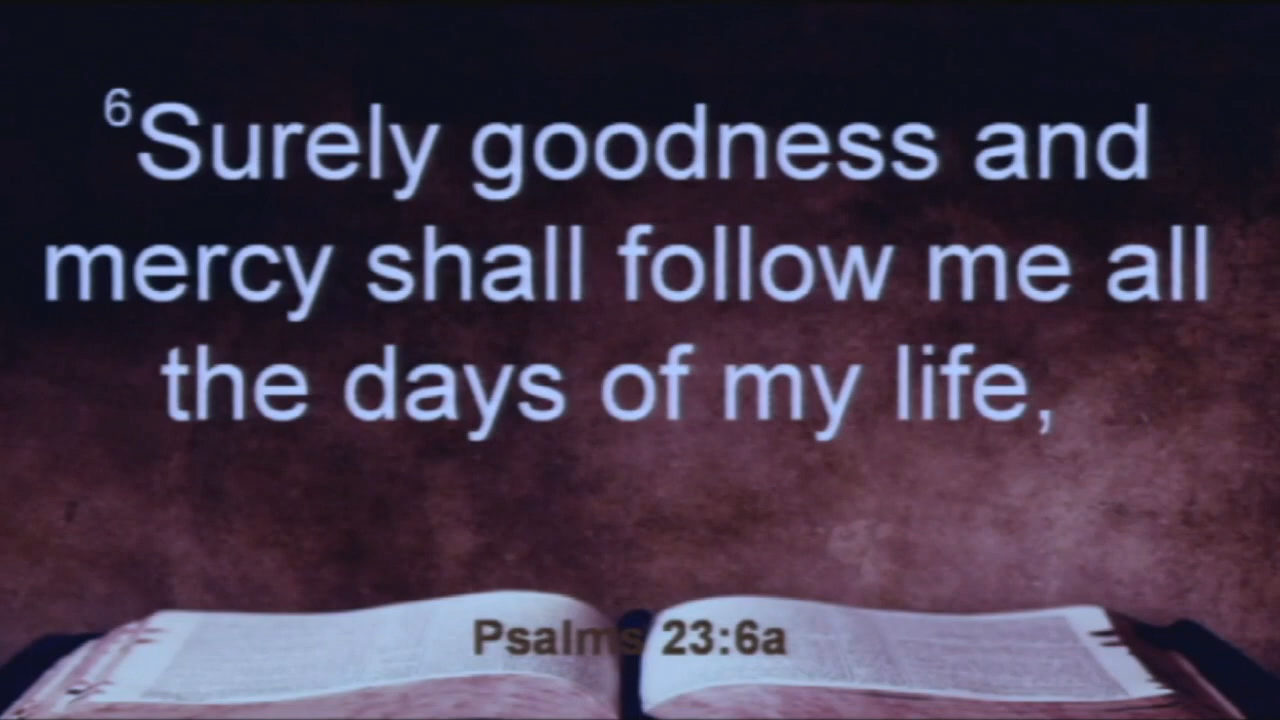 ⁶Surely goodness and
mercy shall follow me all
the days of my life,
Psalms 23:6a